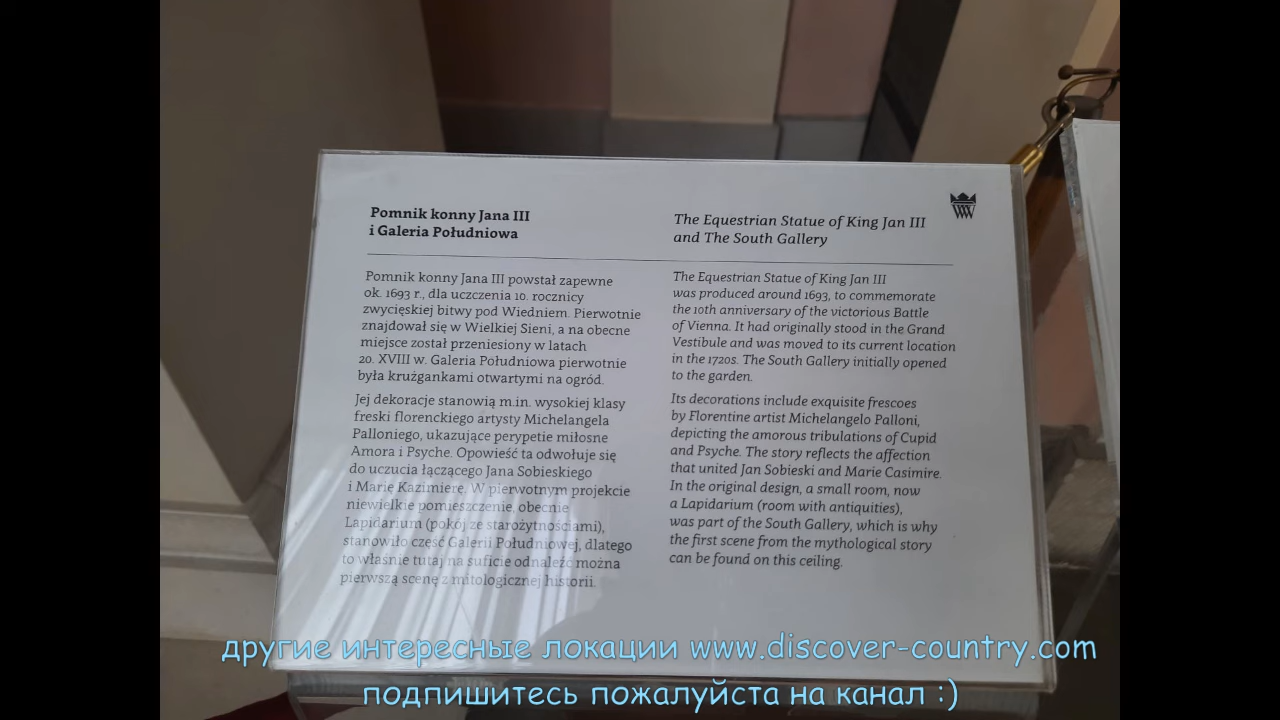 Pomnik konny Jana III
i Galeria Południowa
Pomnik konny Jana III powstał zapewne
ok. 1693 r., dla uczczenia 10. rocznicy
zwycięskiej bitwy pod Wiedniem. Pierwotnie
znajdował się w Wielkiej Sieni, a na obecne
miejsce został przeniesiony w latach
20. XVIII w. Galeria Południowa pierwotnie
była krużgankami otwartymi na ogród.
Jej dekoracje stanowią m.in. wysokiej klasy
freski florenckiego artysty Michelangela
Palloniego, ukazujące perypetie miłosne
Amora i Psyche. Opowieść ta odwołuje się
do uczucia łączącego Jana Sobieskiego
i Marię Kazimierę. W pierwotnym projekcie
niewielkie pomieszczenie, obecnie
Lapidarium (pokój ze starożytnościami),
stanowiło część Galerii Południowej, dlatego
to właśnie tutaj na suficie odnaleźć można
pierwszą scenę z mitologicznej historii.
The Equestrian Statue of King Jan III
and The South Gallery
The Equestrian Statue of King Jan III
was produced around 1693, to commemorate
the 10th anniversary of the victorious Battle
of Vienna. It had originally stood in the Grand
Vestibule and was moved to its current location
in the 1720s. The South Gallery initially opened
to the garden.
Its decorations include exquisite frescoes
by Florentine artist Michelangelo Palloni,
depicting the amorous tribulations of Cupid
and Psyche. The story reflects the affection
that united Jan Sobieski and Marie Casimire.
In the original design, a small room, now
a Lapidarium (room with antiquities),
was part of the South Gallery, which is why
the first scene from the mythological story
can be found on this ceiling.
другие интересные локации www.discover-country.com
подпишитесь пожалуйста на канал :)